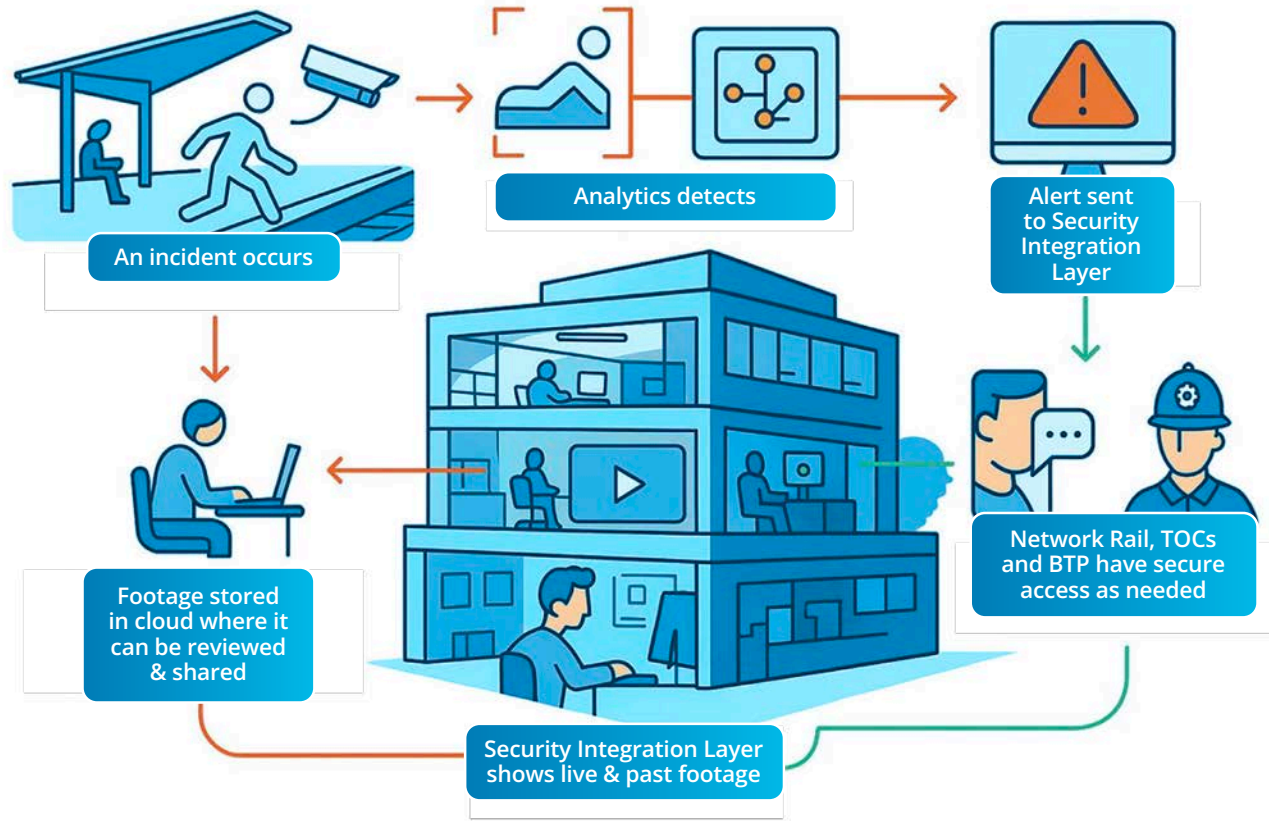 An incident occurs
Analytics detects
Alert sent
to Security
Integration
Layer
Network Rail, TOCs
and BTP have secure
access as needed
Footage stored
in cloud where it
can be reviewed
& shared
Security Integration Layer
shows live & past footage